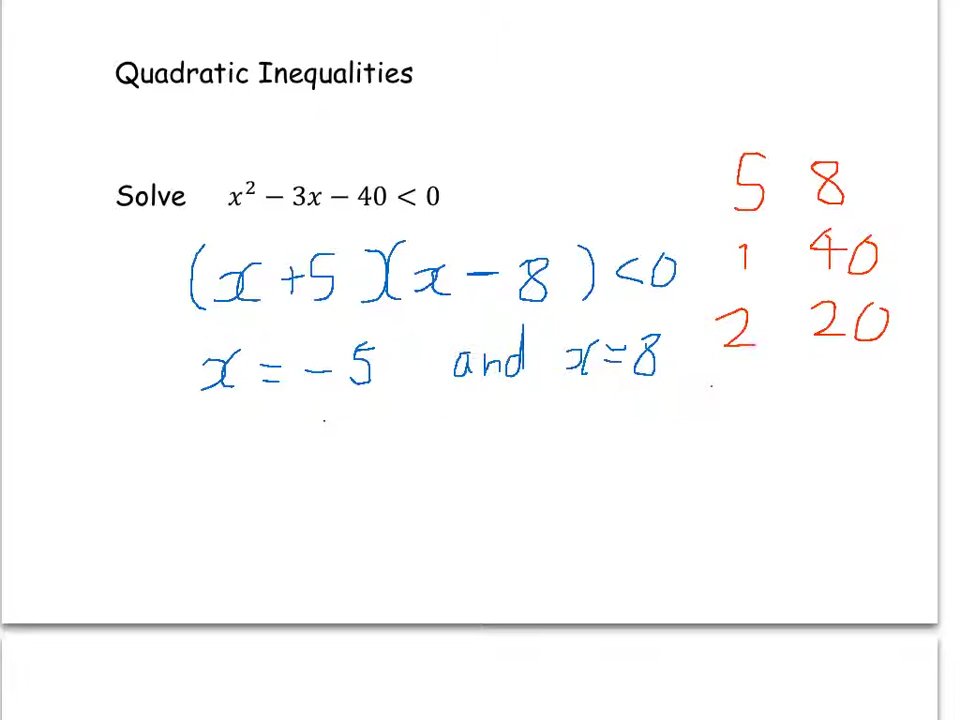 Quadratic Inequalities
Solve x² − 3x − 40 < 0
(x + 5)(x − 8) < 0
x = − 5 and x = 8
5 8
1 40
2 20